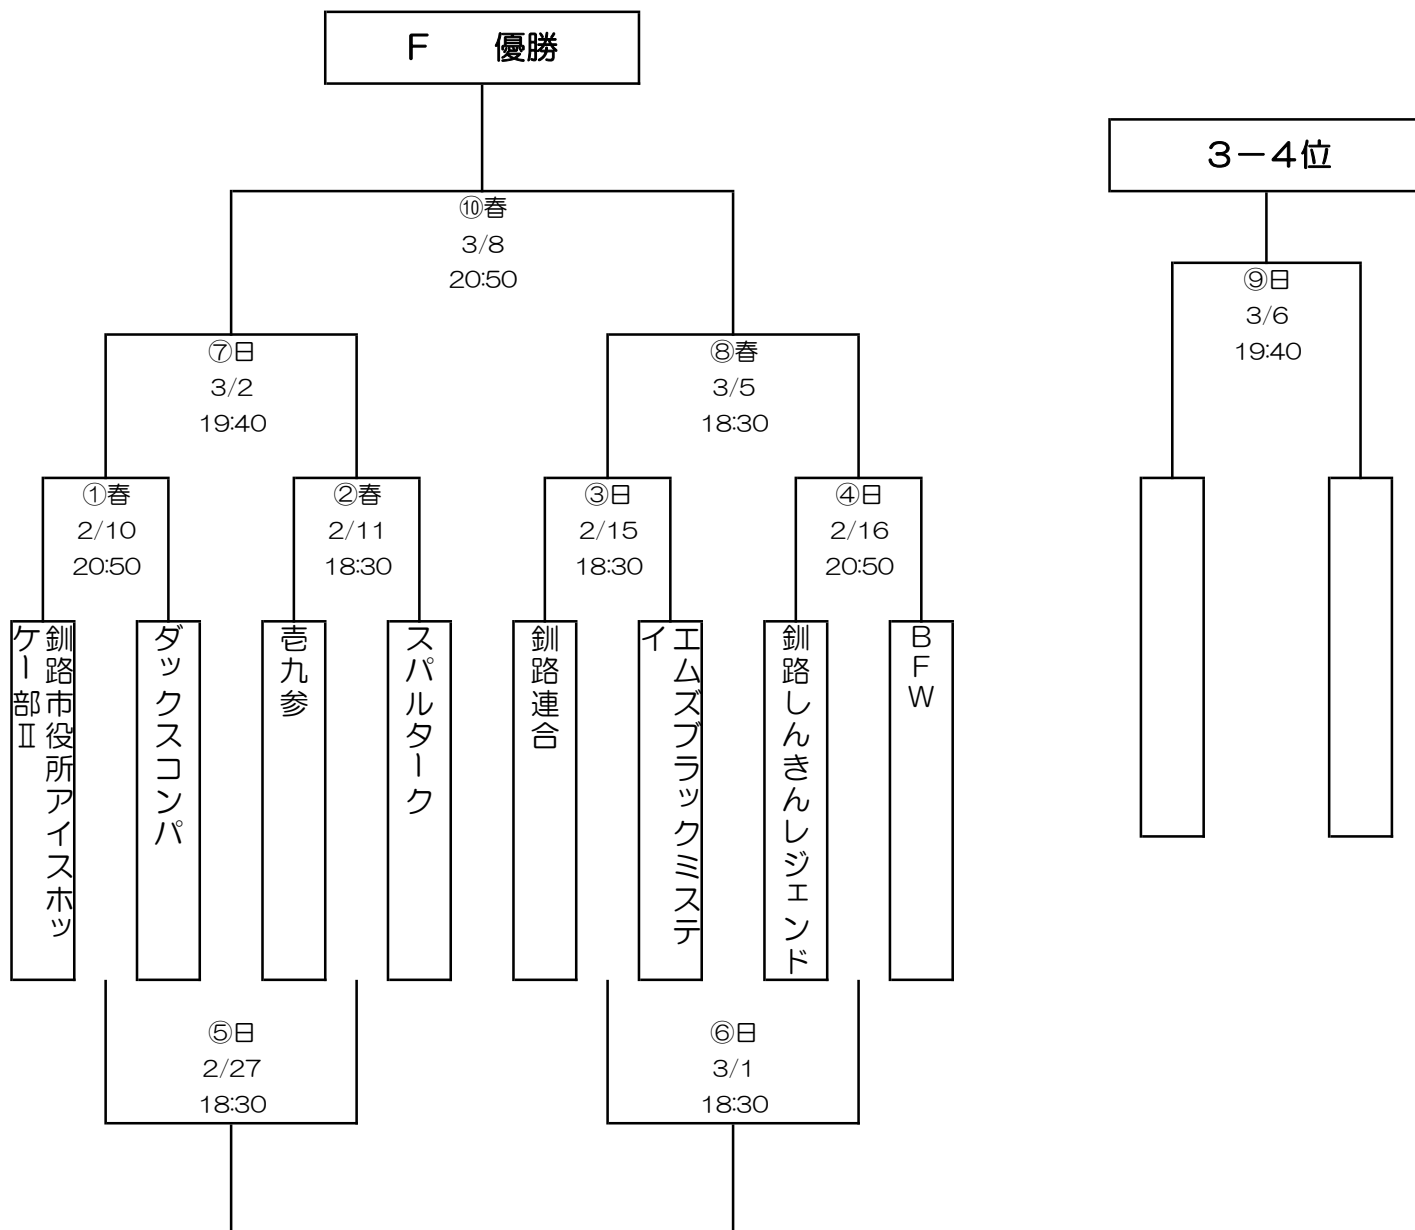 F 優勝
3－4位
⑩春
3/8
20:50
⑨日
3/6
19:40
⑦日
3/2
19:40
⑧春
3/5
18:30
①春
2/10
20:50
②春
2/11
18:30
③日
2/15
18:30
④日
2/16
20:50
釧路市役所アイスホッ
ケー部Ⅱ
ダックスコンパ
壱九参
スパルターク
釧路連合
エムズブラックミステ
イ
釧路しんきんレジェンド
BFW
⑤日
2/27
18:30
⑥日
3/1
18:30